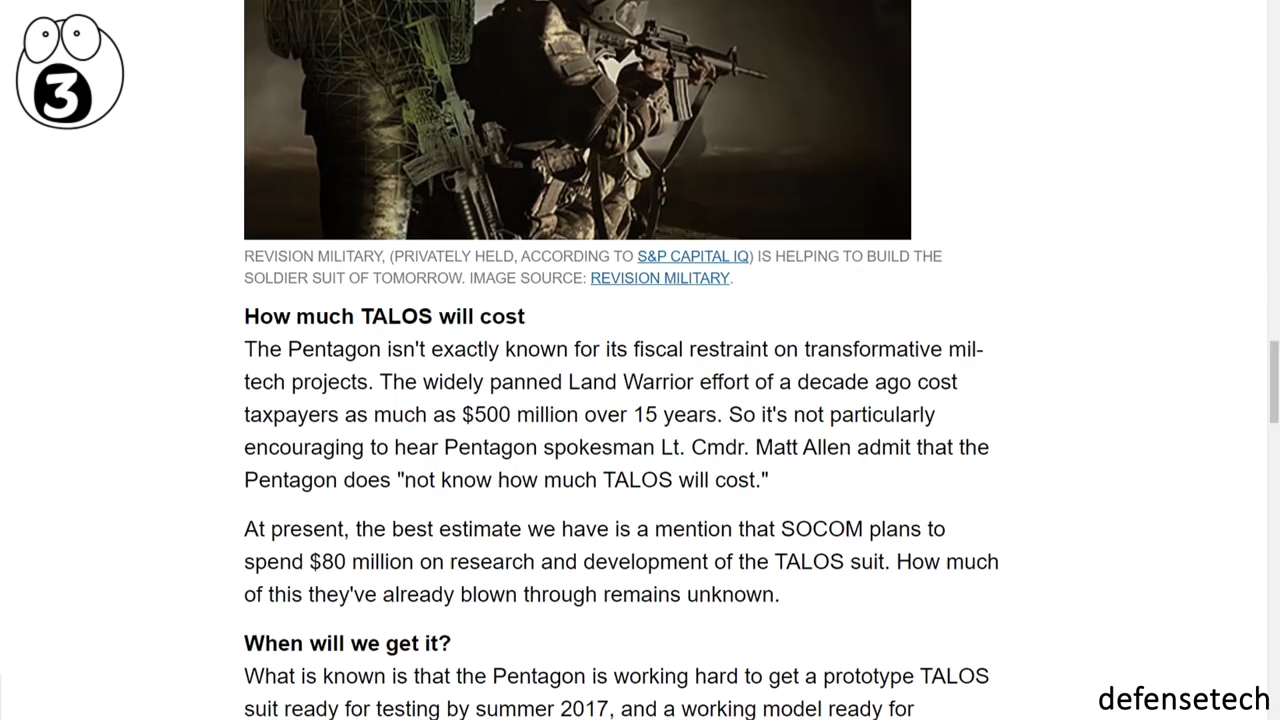 3
REVISION MILITARY, (PRIVATELY HELD, ACCORDING TO S&P CAPITAL IQ) IS HELPING TO BUILD THE
SOLDIER SUIT OF TOMORROW. IMAGE SOURCE: REVISION MILITARY.
How much TALOS will cost
The Pentagon isn't exactly known for its fiscal restraint on transformative mil-
tech projects. The widely panned Land Warrior effort of a decade ago cost
taxpayers as much as $500 million over 15 years. So it's not particularly
encouraging to hear Pentagon spokesman Lt. Cmdr. Matt Allen admit that the
Pentagon does "not know how much TALOS will cost."
At present, the best estimate we have is a mention that SOCOM plans to
spend $80 million on research and development of the TALOS suit. How much
of this they've already blown through remains unknown.
When will we get it?
What is known is that the Pentagon is working hard to get a prototype TALOS
suit ready for testing by summer 2017, and a working model ready for
defensetech